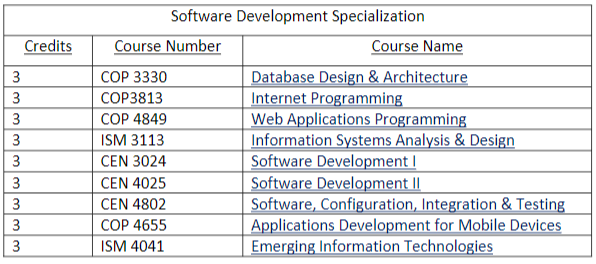 Software Development Specialization
Credits Course Number Course Name
3 COP 3330 Database Design & Architecture
3 COP3813 Internet Programming
3 COP 4849 Web Applications Programming
3 ISM 3113 Information Systems Analysis & Design
3 CEN 3024 Software Development I
3 CEN 4025 Software Development II
3 CEN 4802 Software, Configuration, Integration & Testing
3 COP 4655 Applications Development for Mobile Devices
3 ISM 4041 Emerging Information Technologies